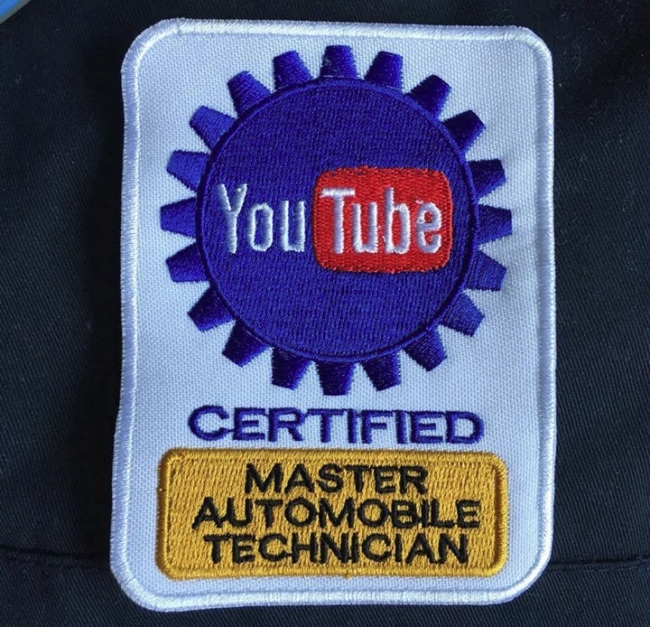 YouTube
CERTIFIED
MASTER
AUTOMOBILE
TECHNICIAN